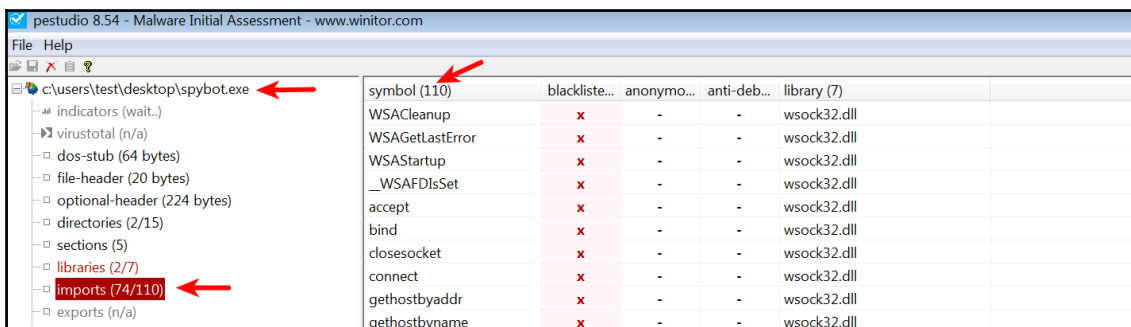 pestudio 8.54 - Malware Initial Assessment - www.winitor.com
File Help
c:\users\test\desktop\spybot.exe
indicators (wait..)
virustotal (n/a)
dos-stub (64 bytes)
file-header (20 bytes)
optional-header (224 bytes)
directories (2/15)
sections (5)
libraries (2/7)
imports (74/110)
exports (n/a)
symbol (110) blackliste... anonymo... anti-deb... library (7)
WSACleanup x - - wsock32.dll
WSAGetLastError x - - wsock32.dll
WSAStartup x - - wsock32.dll
__WSAFDIsSet x - - wsock32.dll
accept x - - wsock32.dll
bind x - - wsock32.dll
closesocket x - - wsock32.dll
connect x - - wsock32.dll
gethostbyaddr x - - wsock32.dll
gethostbyname x - - wsock32.dll